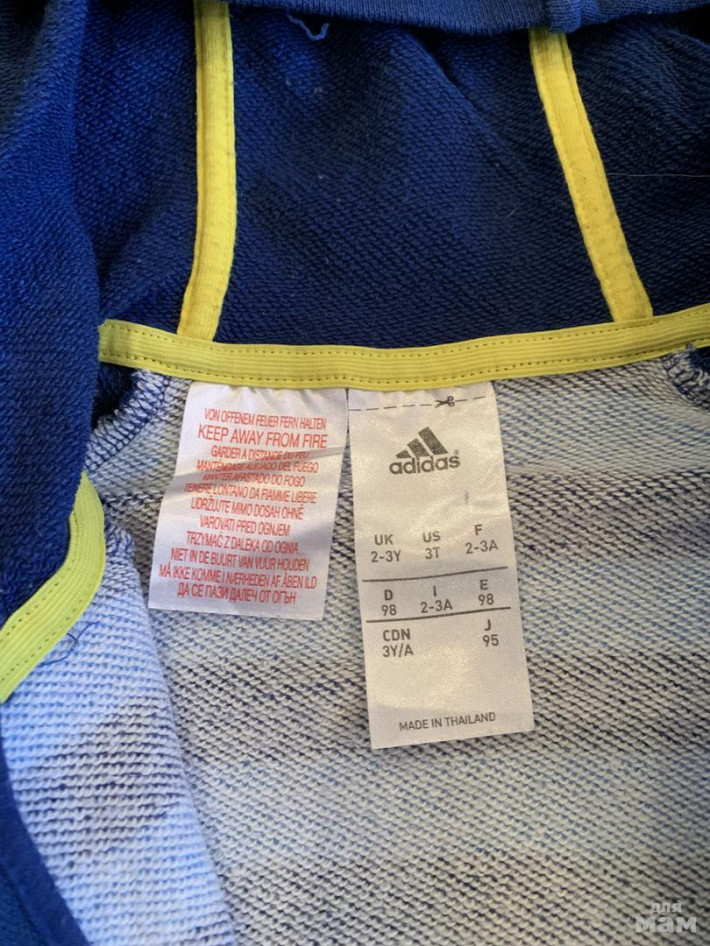 VON OFFENEM FEUER FERN HALTEN
KEEP AWAY FROM FIRE
GARDER A DISTANCE DU FEU
MANTÉNGASE ALEJADO DEL FUEGO
MANTER AFASTADO DO FOGO
TENERE LONTANO DA FIAMME LIBERE
UDRŽUJTE MIMO DOSAH OHNĚ
VAROVATI PRED OGNJEM
TRZYMAĆ Z DALEKA OD OGNIA
NIET IN DE BUURT VAN VUUR HOUDEN
MÅ IKKE KOMME I NÆRHEDEN AF ÅBEN ILD
ДА СЕ ПАЗИ ДАЛЕЧ ОТ ОГЪН
adidas
UK US F
2-3Y 3T 2-3A
D I E
98 2-3A 98
CDN J
3Y/A 95
MADE IN THAILAND
для
мам